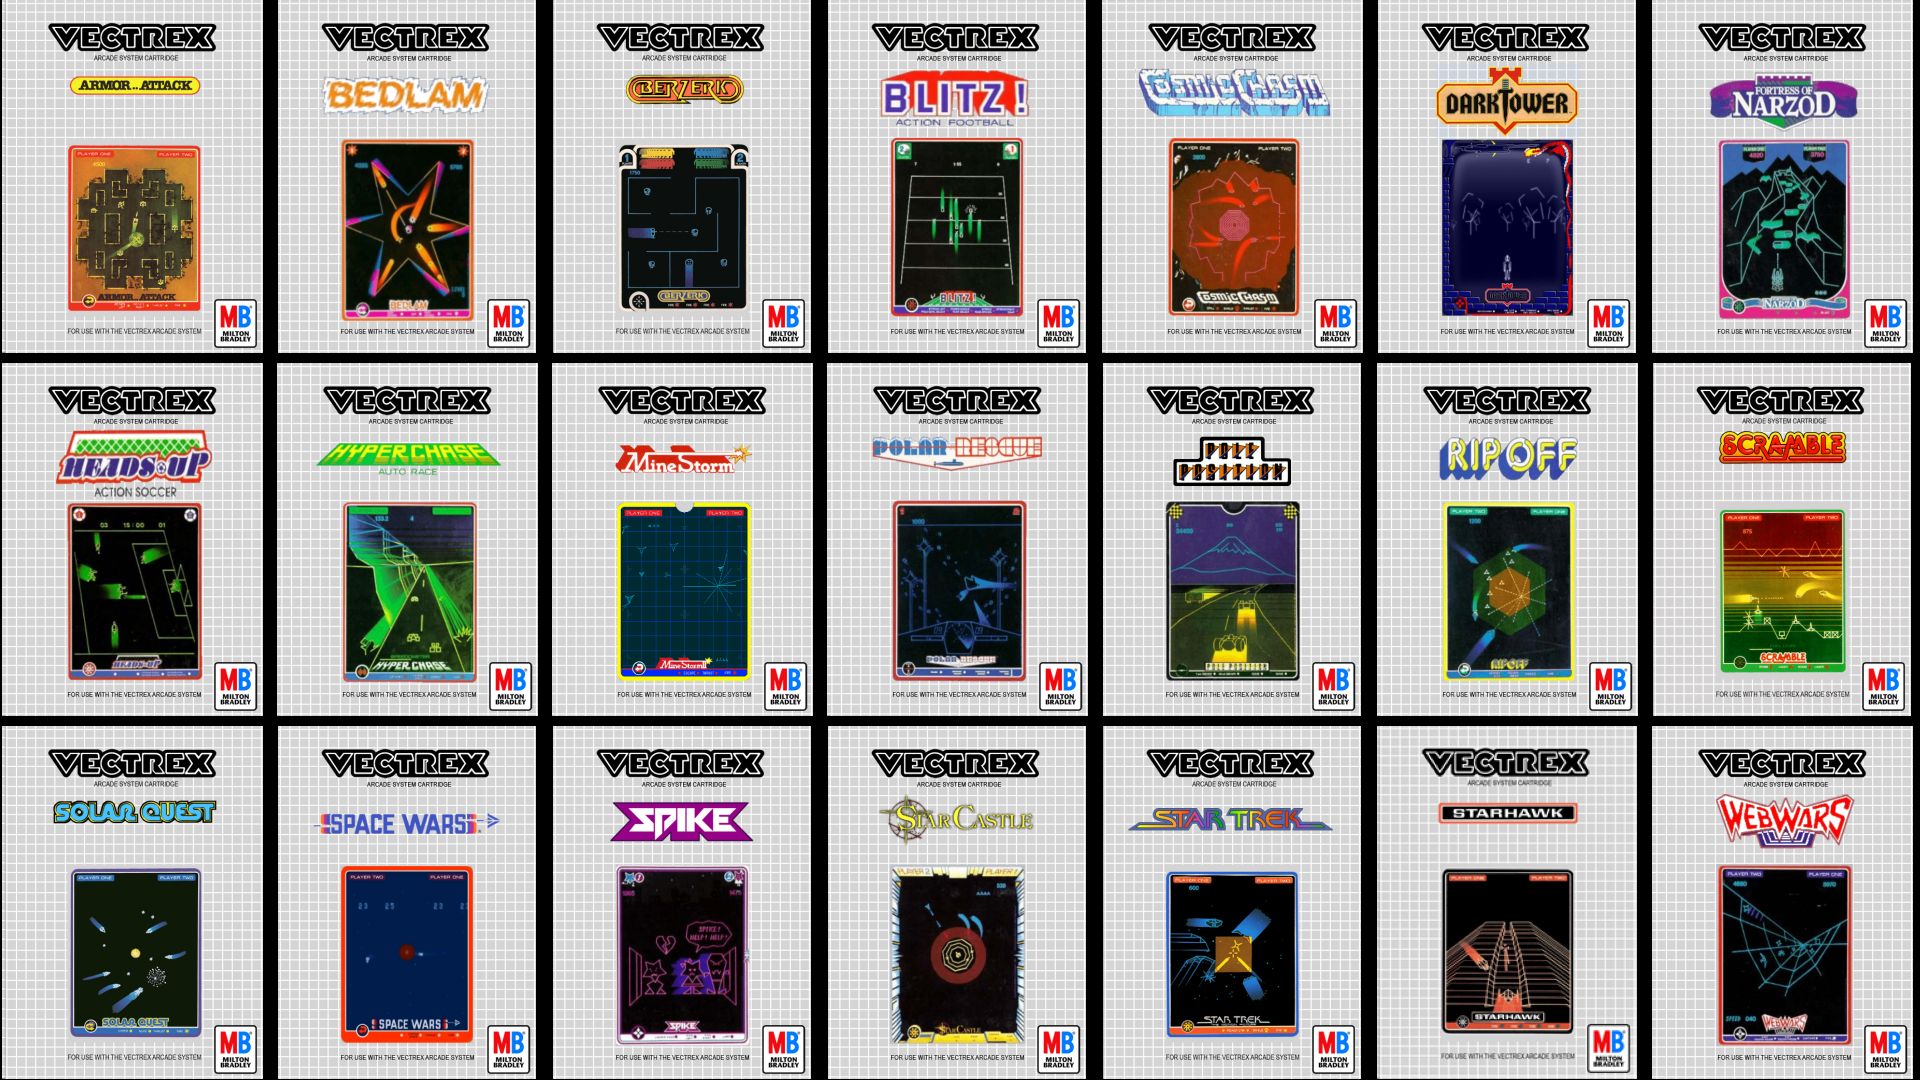 VECTREX
ARCADE SYSTEM CARTRIDGE
ARMOR..ATTACK
PLAYER ONE PLAYER TWO
4500
ARMOR..ATTACK
FOR USE WITH THE VECTREX ARCADE SYSTEM
MB
MILTON
BRADLEY
VECTREX
ARCADE SYSTEM CARTRIDGE
BEDLAM
BEDLAM
FOR USE WITH THE VECTREX ARCADE SYSTEM
MB
MILTON
BRADLEY
VECTREX
ARCADE SYSTEM CARTRIDGE
BERZERK
1 2
1750
BERZERK
FOR USE WITH THE VECTREX ARCADE SYSTEM
MB
MILTON
BRADLEY
VECTREX
ARCADE SYSTEM CARTRIDGE
BLITZ!
ACTION FOOTBALL
BLITZ!
FOR USE WITH THE VECTREX ARCADE SYSTEM
MB
MILTON
BRADLEY
VECTREX
ARCADE SYSTEM CARTRIDGE
COSMIC CHASM
PLAYER ONE PLAYER TWO
COSMIC CHASM
FOR USE WITH THE VECTREX ARCADE SYSTEM
MB
MILTON
BRADLEY
VECTREX
ARCADE SYSTEM CARTRIDGE
DARK TOWER
DARK TOWER
FOR USE WITH THE VECTREX ARCADE SYSTEM
MB
MILTON
BRADLEY
VECTREX
ARCADE SYSTEM CARTRIDGE
FORTRESS OF
NARZOD
PLAYER ONE PLAYER TWO
4820 3760
NARZOD
FOR USE WITH THE VECTREX ARCADE SYSTEM
MB
MILTON
BRADLEY
VECTREX
ARCADE SYSTEM CARTRIDGE
HEADS-UP
ACTION SOCCER
03 15:00 01
HEADS-UP
FOR USE WITH THE VECTREX ARCADE SYSTEM
MB
MILTON
BRADLEY
VECTREX
ARCADE SYSTEM CARTRIDGE
HYPERCHASE
AUTO RACE
133.2 4
HYPERCHASE
FOR USE WITH THE VECTREX ARCADE SYSTEM
MB
MILTON
BRADLEY
VECTREX
ARCADE SYSTEM CARTRIDGE
MineStorm
PLAYER ONE PLAYER TWO
MineStorm II
FOR USE WITH THE VECTREX ARCADE SYSTEM
MB
MILTON
BRADLEY
VECTREX
ARCADE SYSTEM CARTRIDGE
POLAR RESCUE
1000
POLAR RESCUE
FOR USE WITH THE VECTREX ARCADE SYSTEM
MB
MILTON
BRADLEY
VECTREX
ARCADE SYSTEM CARTRIDGE
POLE
POSITION
POLE POSITION
FOR USE WITH THE VECTREX ARCADE SYSTEM
MB
MILTON
BRADLEY
VECTREX
ARCADE SYSTEM CARTRIDGE
RIP OFF
PLAYER TWO PLAYER ONE
1200
RIP OFF
FOR USE WITH THE VECTREX ARCADE SYSTEM
MB
MILTON
BRADLEY
VECTREX
ARCADE SYSTEM CARTRIDGE
SCRAMBLE
PLAYER ONE PLAYER TWO
875
SCRAMBLE
FOR USE WITH THE VECTREX ARCADE SYSTEM
MB
MILTON
BRADLEY
VECTREX
ARCADE SYSTEM CARTRIDGE
SOLAR QUEST
PLAYER ONE PLAYER TWO
SOLAR QUEST
FOR USE WITH THE VECTREX ARCADE SYSTEM
MB
MILTON
BRADLEY
VECTREX
ARCADE SYSTEM CARTRIDGE
SPACE WARS
PLAYER TWO PLAYER ONE
23 25 23 23
SPACE WARS
FOR USE WITH THE VECTREX ARCADE SYSTEM
MB
MILTON
BRADLEY
VECTREX
ARCADE SYSTEM CARTRIDGE
SPIKE
SPIKE!
HELP! HELP!
SPIKE
FOR USE WITH THE VECTREX ARCADE SYSTEM
MB
MILTON
BRADLEY
VECTREX
ARCADE SYSTEM CARTRIDGE
STAR CASTLE
PLAYER 2 PLAYER 1
STAR CASTLE
FOR USE WITH THE VECTREX ARCADE SYSTEM
MB
MILTON
BRADLEY
VECTREX
ARCADE SYSTEM CARTRIDGE
STAR TREK
PLAYER ONE PLAYER TWO
600
STAR TREK
FOR USE WITH THE VECTREX ARCADE SYSTEM
MB
MILTON
BRADLEY
VECTREX
ARCADE SYSTEM CARTRIDGE
STARHAWK
PLAYER ONE PLAYER TWO
STARHAWK
FOR USE WITH THE VECTREX ARCADE SYSTEM
MB
MILTON
BRADLEY
VECTREX
ARCADE SYSTEM CARTRIDGE
WEB WARS
PLAYER TWO PLAYER ONE
SPEED 040
WEB WARS
FOR USE WITH THE VECTREX ARCADE SYSTEM
MB
MILTON
BRADLEY